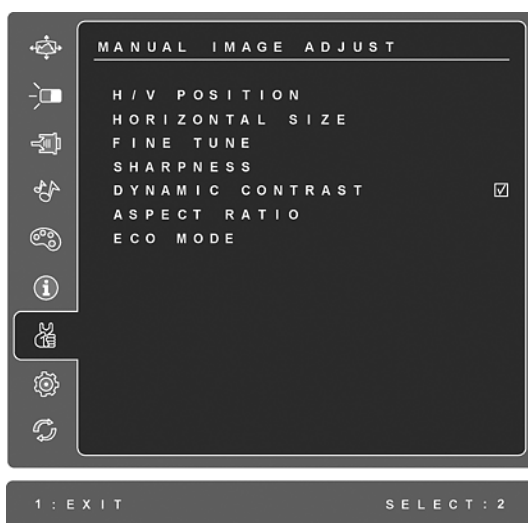 MANUAL IMAGE ADJUST
H/V POSITION
HORIZONTAL SIZE
FINE TUNE
SHARPNESS
DYNAMIC CONTRAST
ASPECT RATIO
ECO MODE
1:EXIT SELECT:2